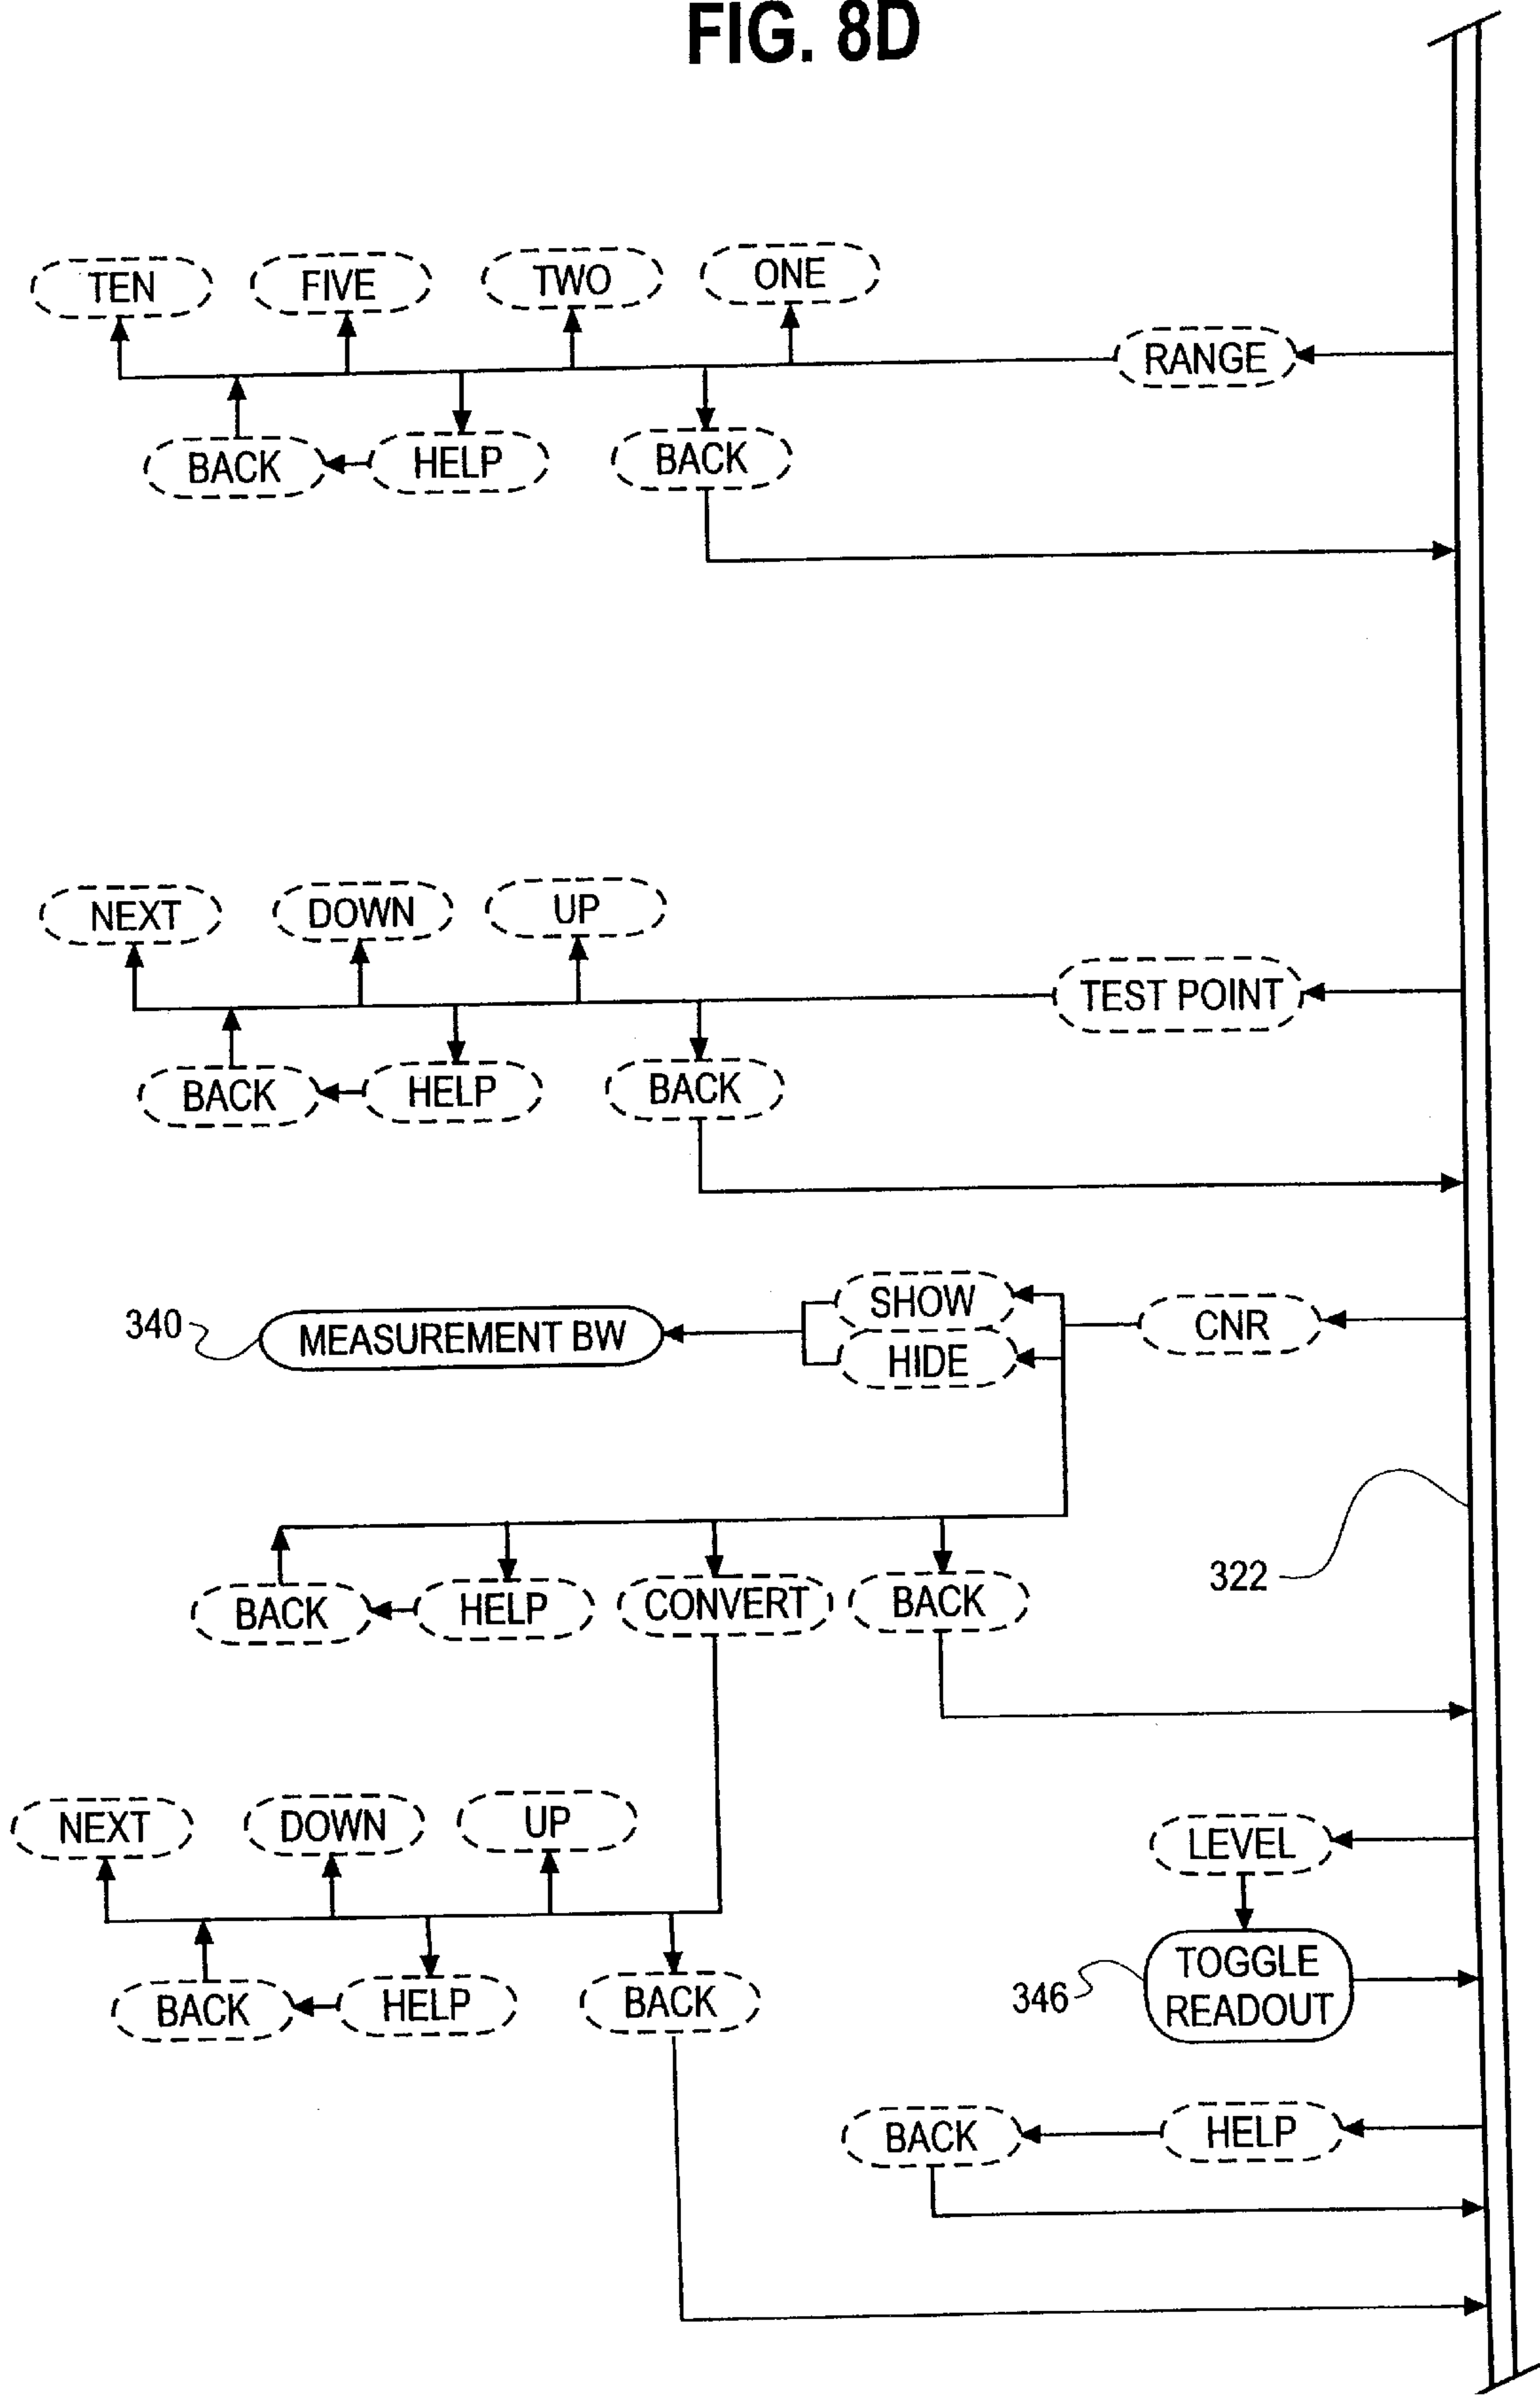 FIG. 8D
TEN
FIVE
TWO
ONE
RANGE
BACK
HELP
BACK
NEXT
DOWN
UP
TEST POINT
BACK
HELP
BACK
340
MEASUREMENT BW
SHOW
HIDE
CNR
322
BACK
HELP
CONVERT
BACK
NEXT
DOWN
UP
LEVEL
BACK
HELP
BACK
346
TOGGLE
READOUT
BACK
HELP